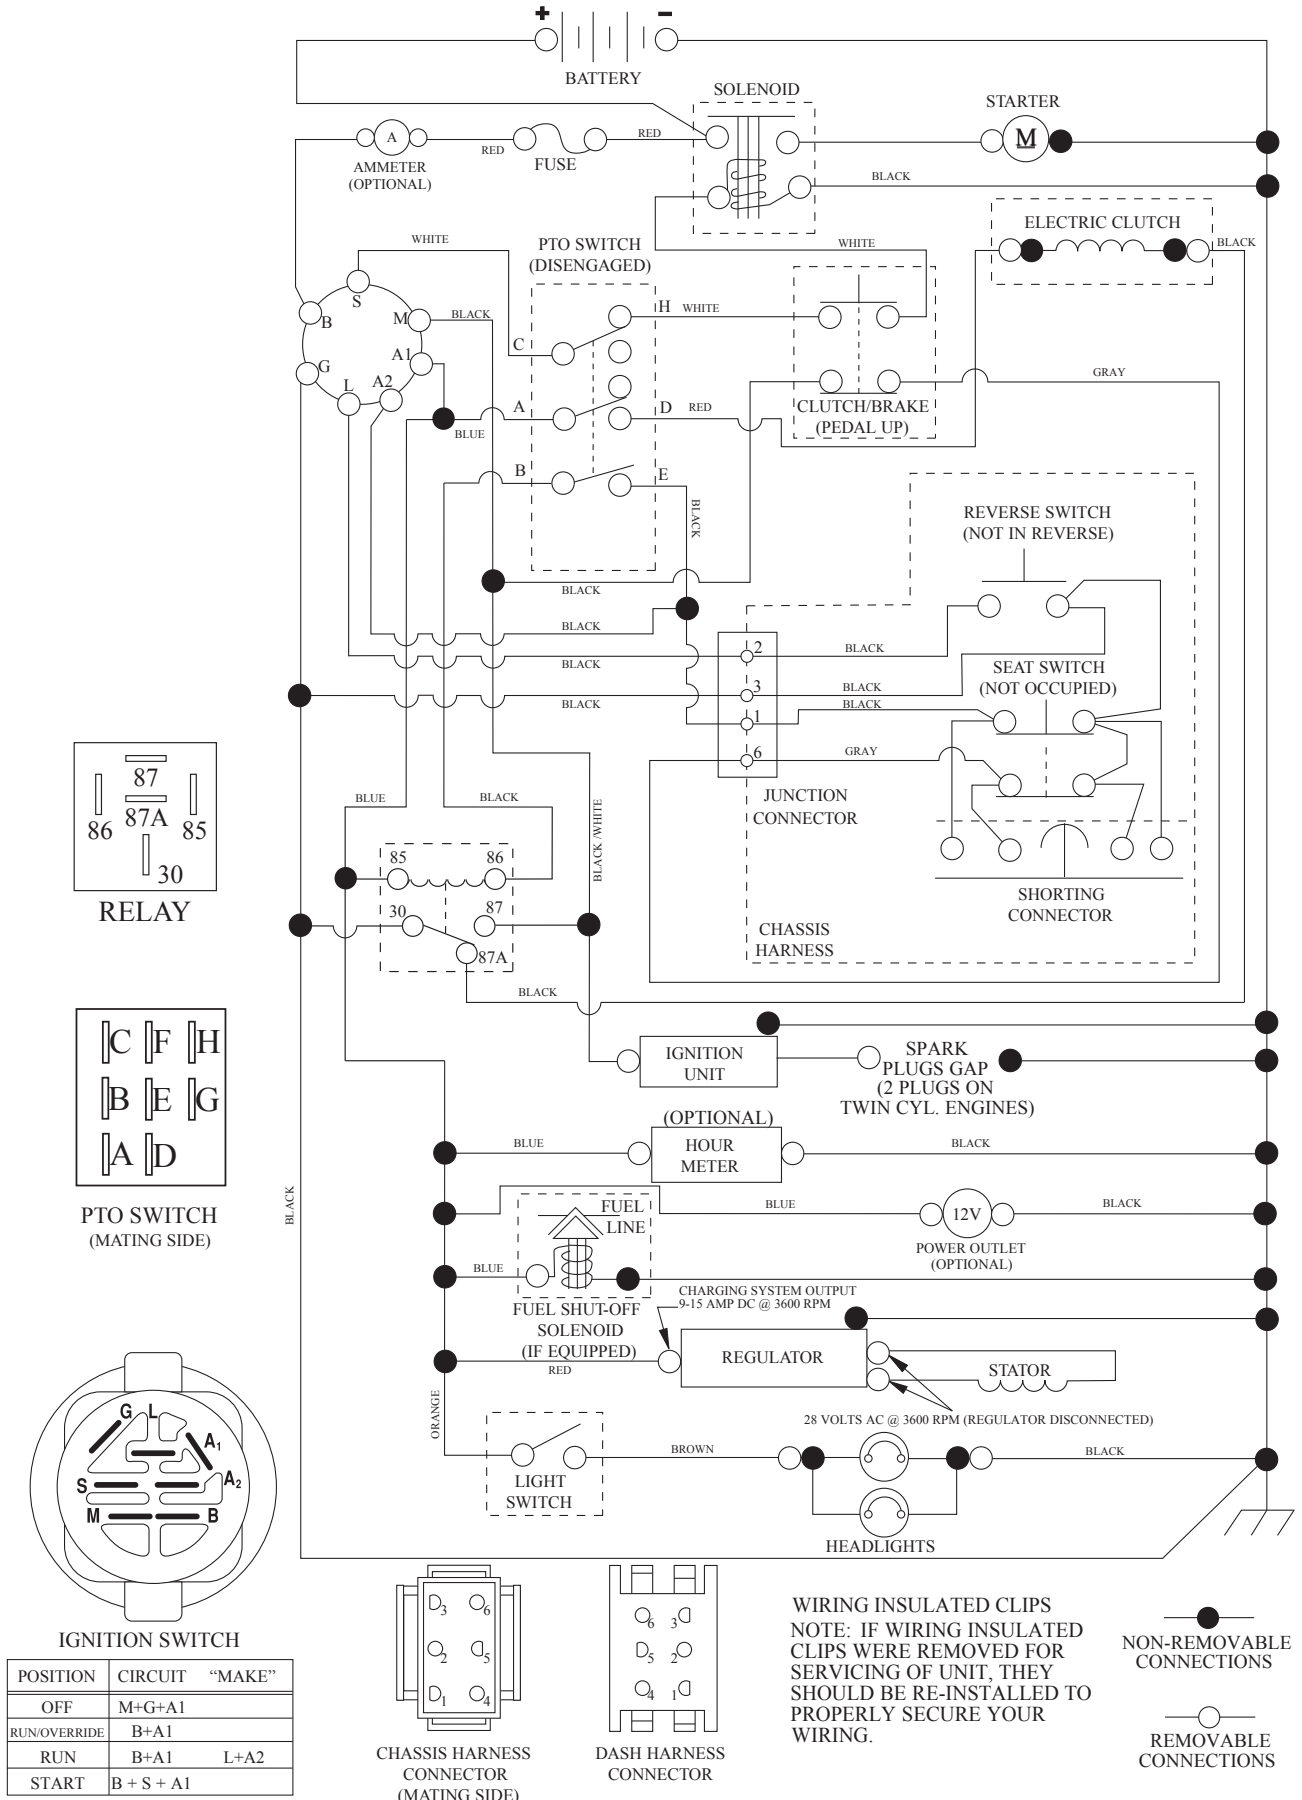 + −
BATTERY
SOLENOID
STARTER
A
M
RED
FUSE
RED
AMMETER
(OPTIONAL)
BLACK
ELECTRIC CLUTCH
BLACK
WHITE
PTO SWITCH
(DISENGAGED)
WHITE
S
B
M
BLACK
H
WHITE
C
G
A1
L
A2
GRAY
A
D
RED
CLUTCH/BRAKE
(PEDAL UP)
BLUE
B
E
BLACK
REVERSE SWITCH
(NOT IN REVERSE)
BLACK
BLACK
2
BLACK
BLACK
SEAT SWITCH
(NOT OCCUPIED)
3
BLACK
BLACK
BLACK
1
6
GRAY
JUNCTION
CONNECTOR
BLUE
BLACK
BLACK /WHITE
87
86
87A
85
30
RELAY
85
86
30
87
87A
SHORTING
CONNECTOR
CHASSIS
HARNESS
BLACK
C F H
B E G
A D
PTO SWITCH
(MATING SIDE)
IGNITION
UNIT
SPARK
PLUGS GAP
(2 PLUGS ON
TWIN CYL. ENGINES)
(OPTIONAL)
BLUE
HOUR
METER
BLACK
BLACK
FUEL
LINE
BLUE
12V
BLACK
POWER OUTLET
(OPTIONAL)
BLUE
CHARGING SYSTEM OUTPUT
9-15 AMP DC @ 3600 RPM
FUEL SHUT-OFF
SOLENOID
(IF EQUIPPED)
RED
REGULATOR
STATOR
28 VOLTS AC @ 3600 RPM (REGULATOR DISCONNECTED)
ORANGE
LIGHT
SWITCH
BROWN
BLACK
HEADLIGHTS
G L
A1
S
A2
M
B
IGNITION SWITCH
POSITION CIRCUIT “MAKE”
OFF M+G+A1
RUN/OVERRIDE B+A1
RUN B+A1 L+A2
START B + S + A1
3 6
2 5
1 4
CHASSIS HARNESS
CONNECTOR
(MATING SIDE)
6 3
5 2
4 1
DASH HARNESS
CONNECTOR
WIRING INSULATED CLIPS
NOTE: IF WIRING INSULATED
CLIPS WERE REMOVED FOR
SERVICING OF UNIT, THEY
SHOULD BE RE-INSTALLED TO
PROPERLY SECURE YOUR
WIRING.
NON-REMOVABLE
CONNECTIONS
REMOVABLE
CONNECTIONS